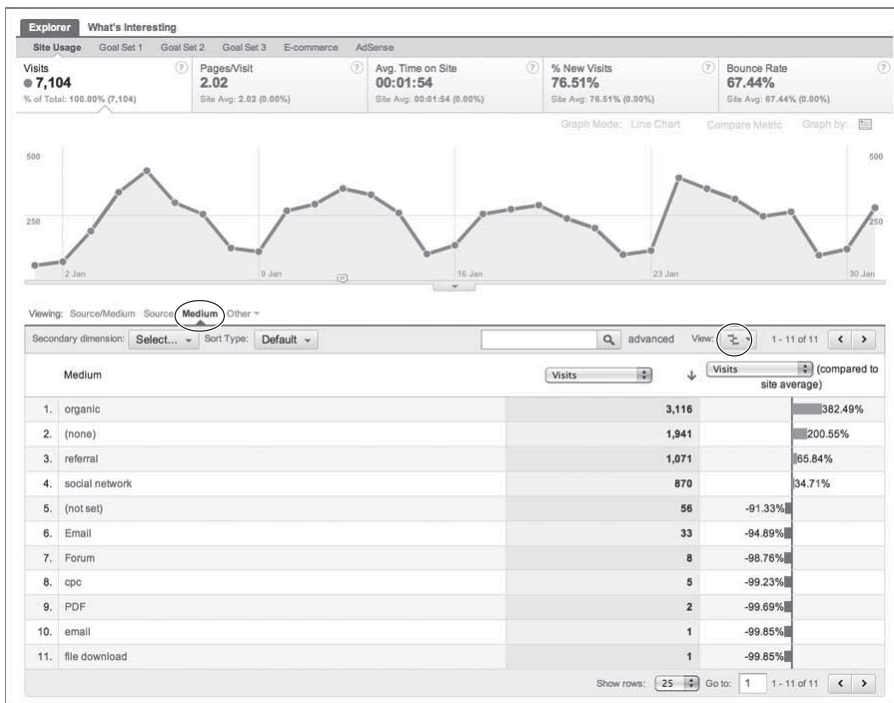 Explorer What's Interesting
Site Usage Goal Set 1 Goal Set 2 Goal Set 3 E-commerce AdSense
Visits ? Pages/Visit ? Avg. Time on Site ? % New Visits ? Bounce Rate ?
7,104 2.02 00:01:54 76.51% 67.44%
% of Total: 100.00% (7,104) Site Avg: 2.02 (0.00%) Site Avg: 00:01:54 (0.00%) Site Avg: 76.51% (0.00%) Site Avg: 67.44% (0.00%)
Graph Mode: Line Chart Compare Metric Graph by:
500 500
250 250
2 Jan 9 Jan 16 Jan 23 Jan 30 Jan
Viewing: Source/Medium Source Medium Other
Secondary dimension: Select... Sort Type: Default advanced View: 1 - 11 of 11 < >
Medium Visits Visits (compared to
site average)
1. organic 3,116 382.49%
2. (none) 1,941 200.55%
3. referral 1,071 65.84%
4. social network 870 34.71%
5. (not set) 56 -91.33%
6. Email 33 -94.89%
7. Forum 8 -98.76%
8. cpc 5 -99.23%
9. PDF 2 -99.69%
10. email 1 -99.85%
11. file download 1 -99.85%
Show rows: 25 Go to: 1 1 - 11 of 11 < >